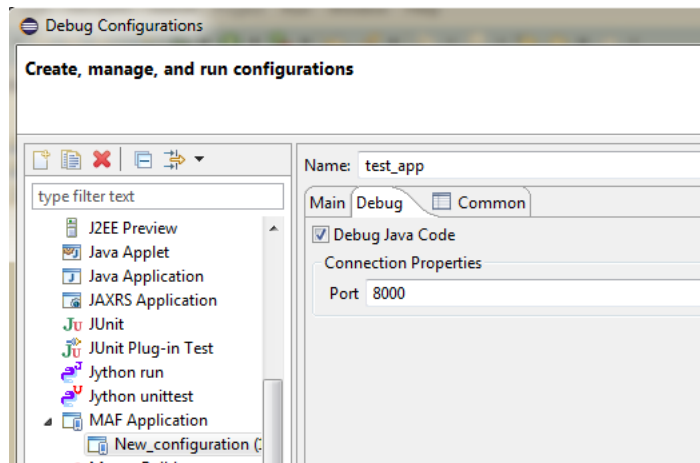 Debug Configurations
Create, manage, and run configurations
type filter text
J2EE Preview
Java Applet
Java Application
JAXRS Application
JUnit
JUnit Plug-in Test
Jython run
Jython unittest
MAF Application
New_configuration (
Name: test_app
Main Debug Common
Debug Java Code
Connection Properties
Port 8000